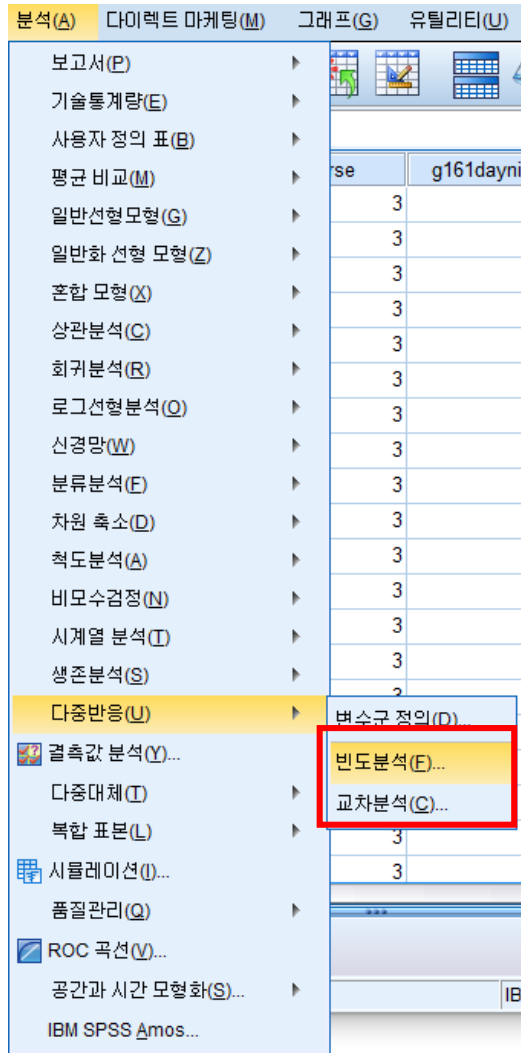 분석(A) 다이렉트 마케팅(M) 그래프(G) 유틸리티(U)
보고서(P)
기술통계량(E)
사용자 정의 표(B)
평균 비교(M)
rse g161dayni
일반선형모형(G)
3
일반화 선형 모형(Z)
3
3
혼합 모형(X)
3
상관분석(C)
3
회귀분석(R)
3
로그선형분석(O)
3
신경망(W)
3
분류분석(F)
3
차원 축소(D)
3
척도분석(A)
3
비모수검정(N)
3
시계열 분석(T)
3
생존분석(S)
3
다중반응(U)
변수군 정의(D)...
결측값 분석(Y)...
빈도분석(F)...
다중대체(T)
교차분석(C)...
복합 표본(L)
3
시뮬레이션(I)...
3
품질관리(Q)
ROC 곡선(V)...
공간과 시간 모형화(S)...
IB
IBM SPSS Amos...